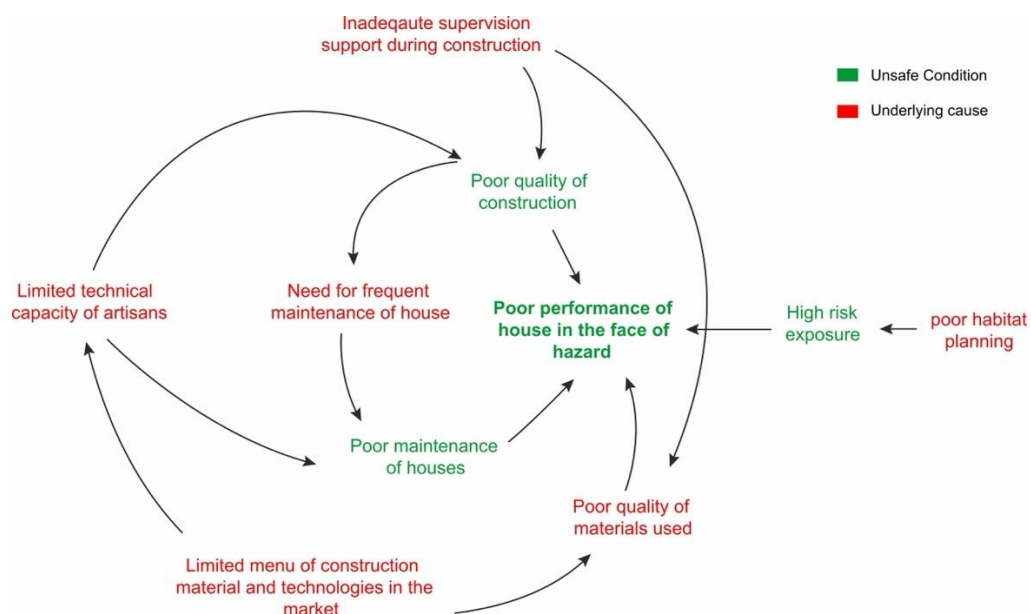 Inadeqaute supervision
support during construction
Unsafe Condition
Underlying cause
Poor quality of
construction
Limited technical
capacity of artisans
Need for frequent
maintenance of house
Poor performance of
house in the face of
hazard
High risk
exposure
poor habitat
planning
Poor maintenance
of houses
Poor quality of
materials used
Limited menu of construction
material and technologies in the
market